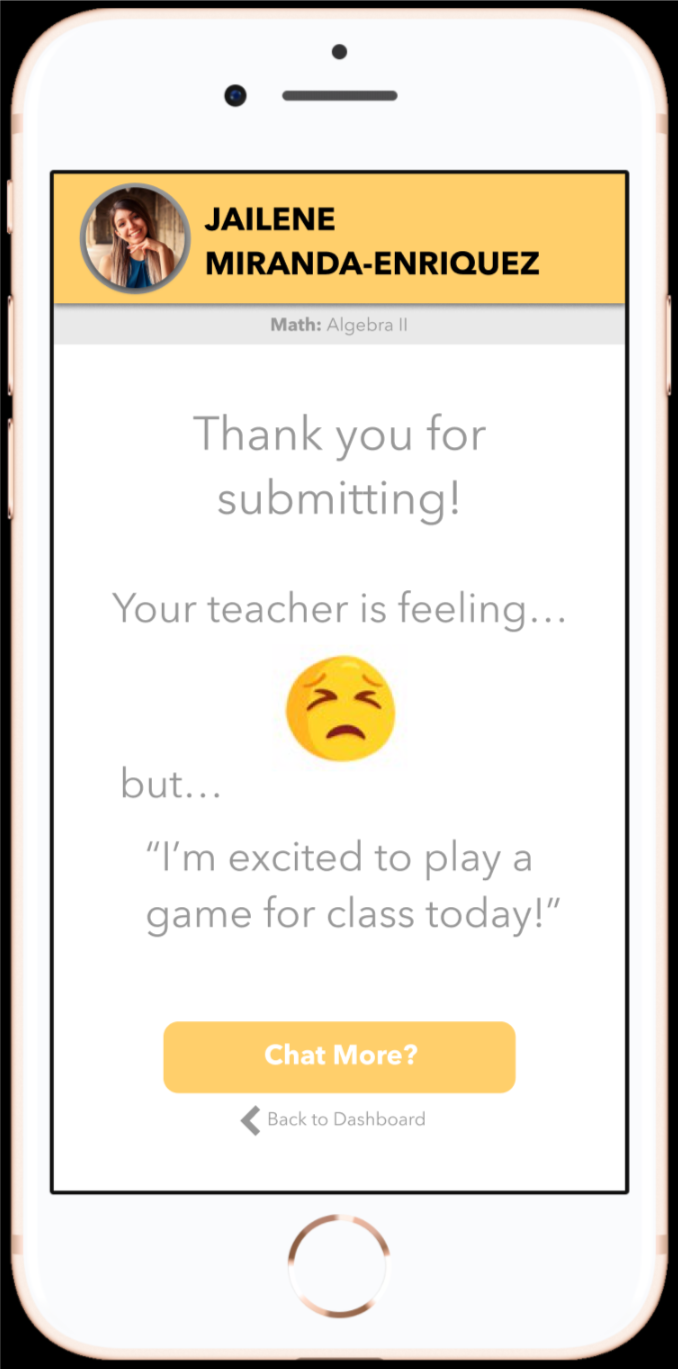 JAILENE
MIRANDA-ENRIQUEZ
Math: Algebra II
Thank you for
submitting!
Your teacher is feeling…
but…
“I’m excited to play a
game for class today!”
Chat More?
Back to Dashboard